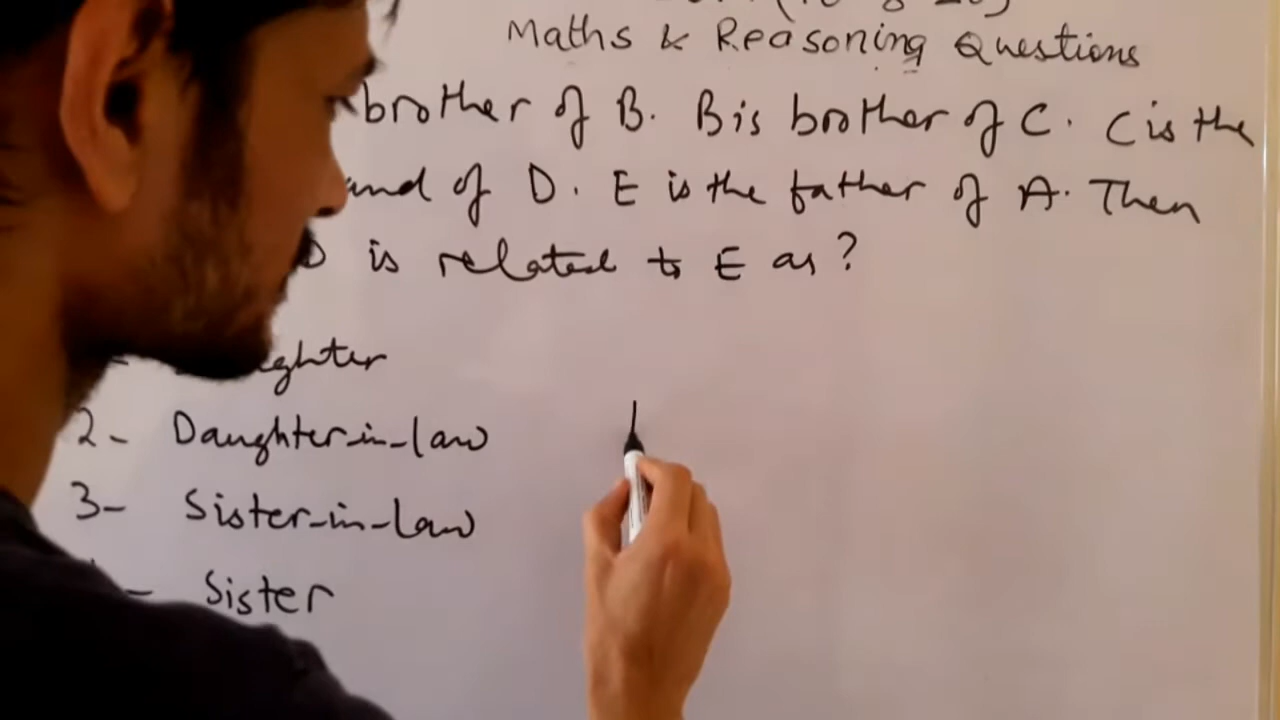 Maths & Reasoning Questions
brother of B. B is brother of C. C is the
of D. E is the father of A. Then
D is related to E as?
2- Daughter-in-law
3- Sister-in-law
- Sister